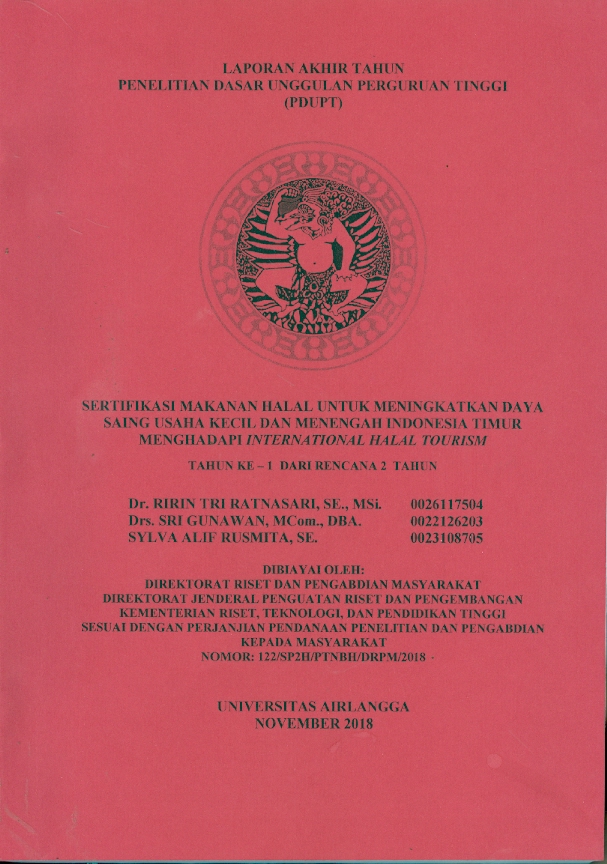 LAPORAN AKHIR TAHUN
PENELITIAN DASAR UNGGULAN PERGURUAN TINGGI
(PDUPT)
SERTIFIKASI MAKANAN HALAL UNTUK MENINGKATKAN DAYA
SAING USAHA KECIL DAN MENENGAH INDONESIA TIMUR
MENGHADAPI INTERNATIONAL HALAL TOURISM
TAHUN KE – 1 DARI RENCANA 2 TAHUN
Dr. RIRIN TRI RATNASARI, SE., MSi. 0026117504
Drs. SRI GUNAWAN, MCom., DBA. 0022126203
SYLVA ALIF RUSMITA, SE. 0023108705
DIBIAYAI OLEH:
DIREKTORAT RISET DAN PENGABDIAN MASYARAKAT
DIREKTORAT JENDERAL PENGUATAN RISET DAN PENGEMBANGAN
KEMENTERIAN RISET, TEKNOLOGI, DAN PENDIDIKAN TINGGI
SESUAI DENGAN PERJANJIAN PENDANAAN PENELITIAN DAN PENGABDIAN
KEPADA MASYARAKAT
NOMOR: 122/SP2H/PTNBH/DRPM/2018
UNIVERSITAS AIRLANGGA
NOVEMBER 2018